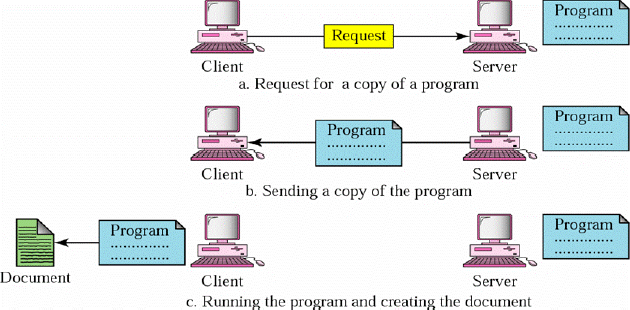 Program
Request
Client
Server
a. Request for a copy of a program
Program
Program
Client
Server
b. Sending a copy of the program
Program
Program
Document
Client
Server
c. Running the program and creating the document